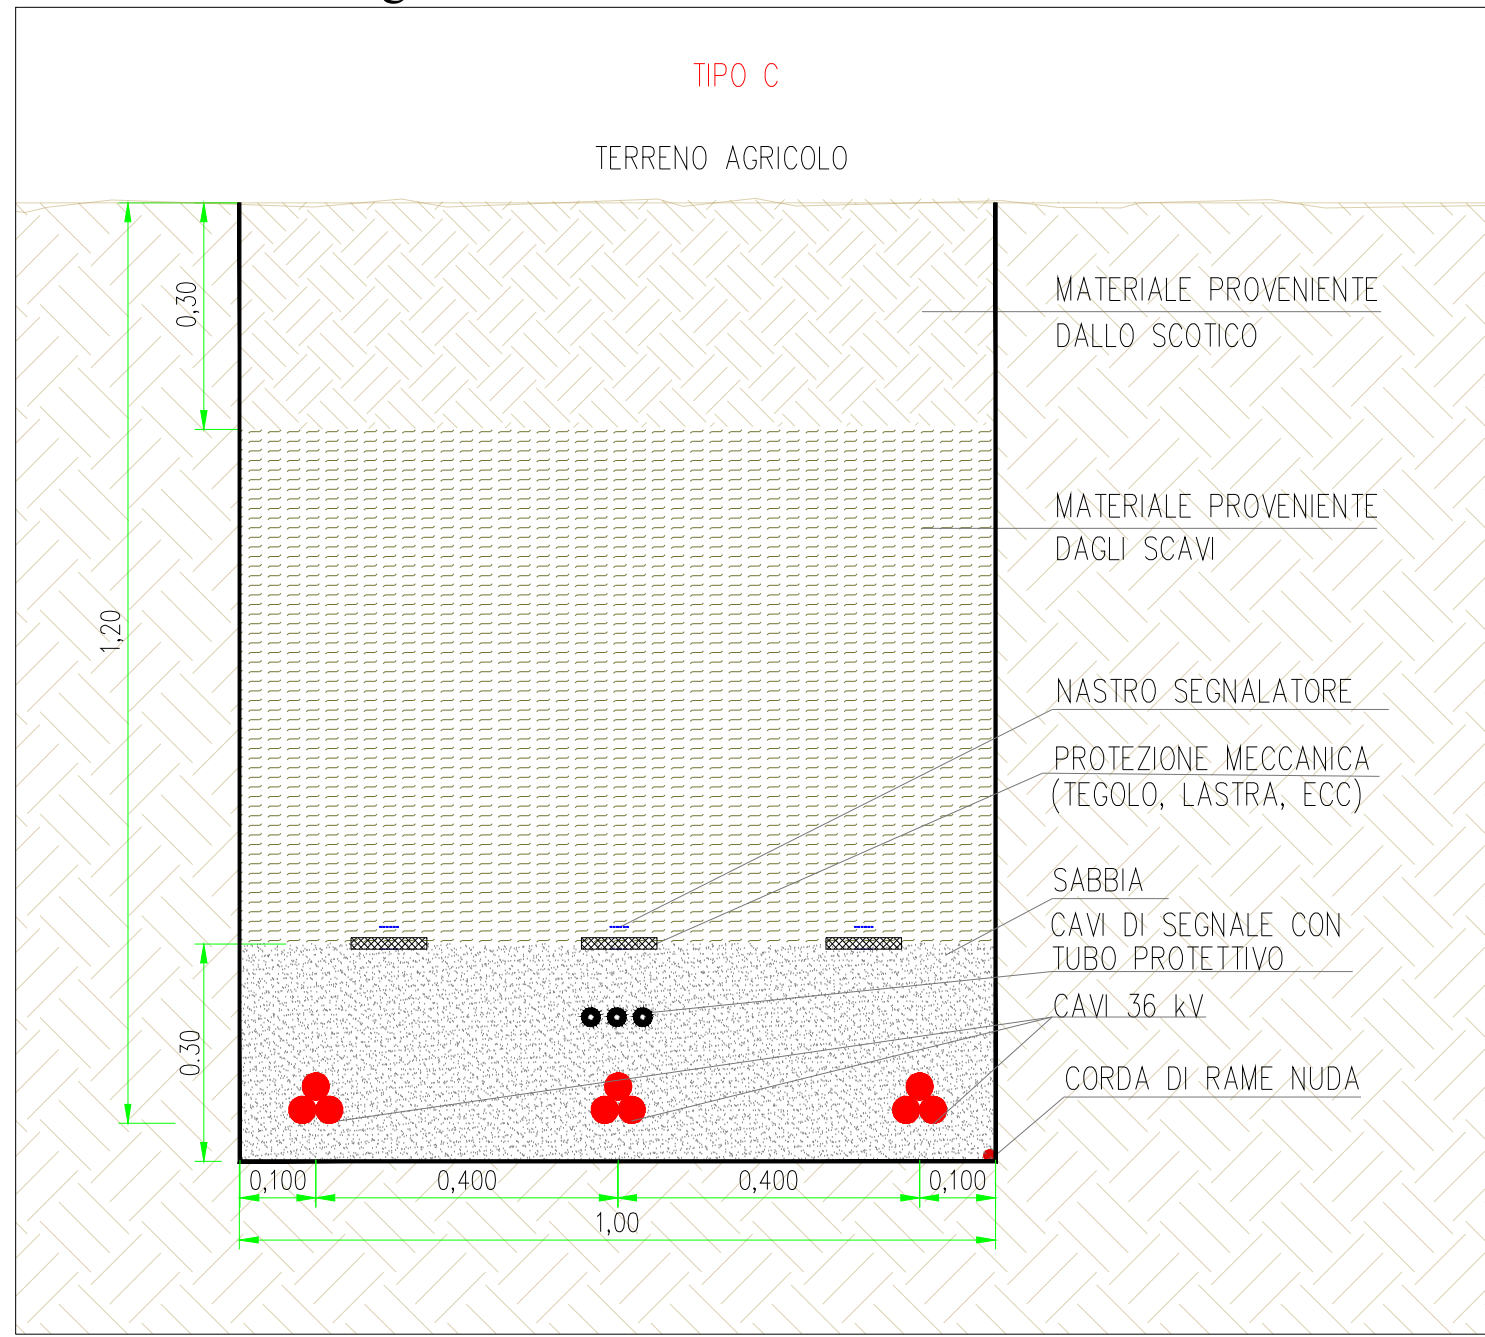 TIPO C
TERRENO AGRICOLO
0,30
MATERIALE PROVENIENTE
DALLO SCOTICO
MATERIALE PROVENIENTE
DAGLI SCAVI
1,20
NASTRO SEGNALATORE
PROTEZIONE MECCANICA
(TEGOLO, LASTRA, ECC)
SABBIA
CAVI DI SEGNALE CON
TUBO PROTETTIVO
CAVI 36 kV
0.30
CORDA DI RAME NUDA
0,100 0,400 0,400 0,100
1,00